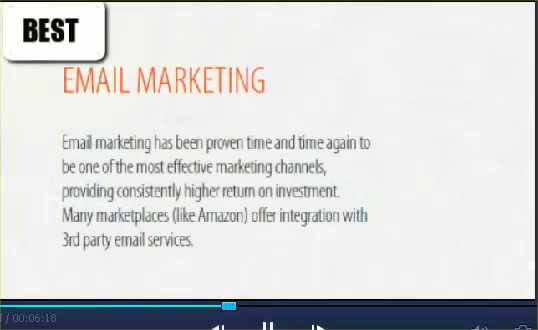 BEST
EMAIL MARKETING
Email marketing has been proven time and time again to
be one of the most effective marketing channels,
providing consistently higher return on investment.
Many marketplaces (like Amazon) offer integration with
3rd party email services.
/ 00:06:18